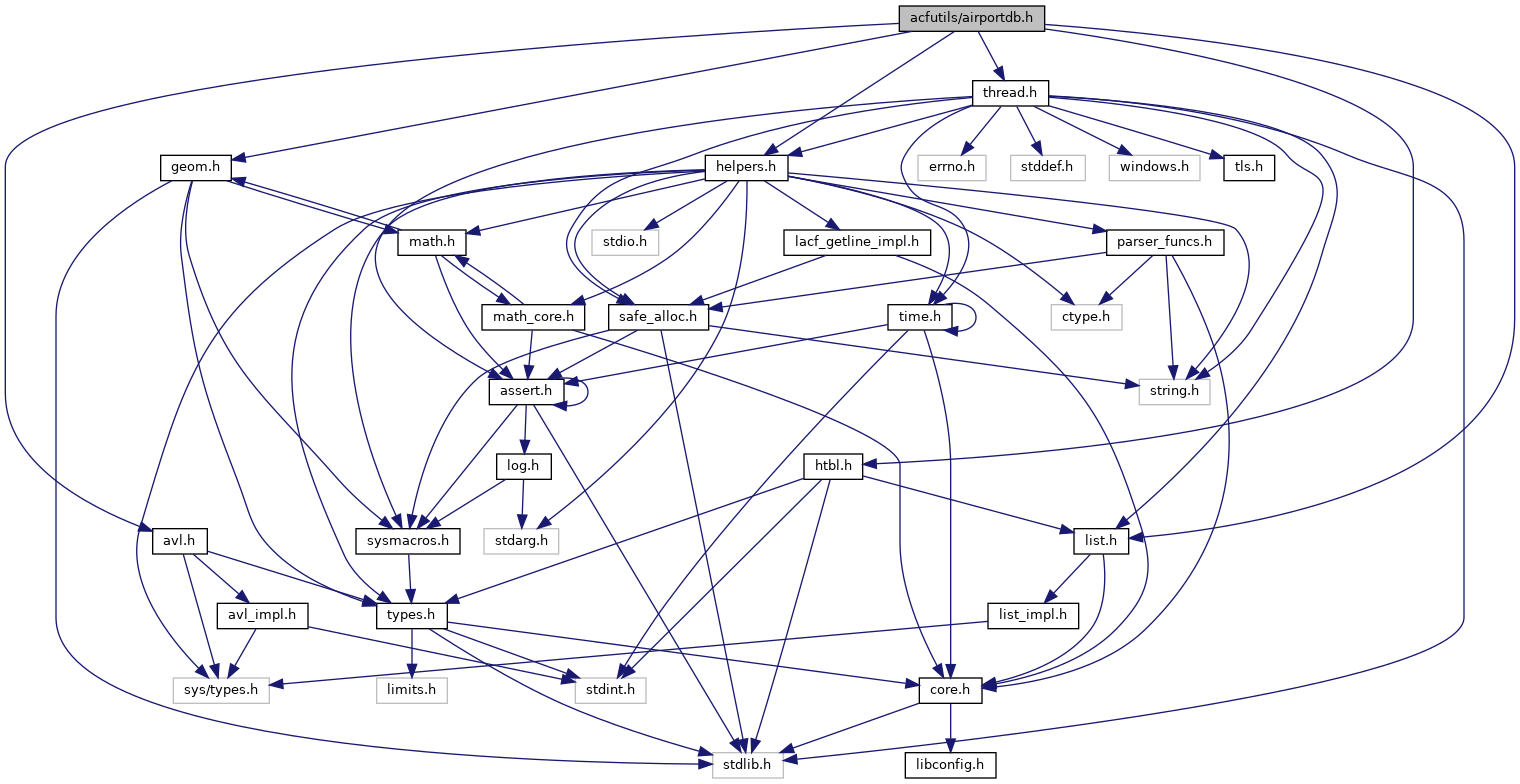 acfutils/airportdb.h
thread.h
geom.h
helpers.h
errno.h
stddef.h
windows.h
tls.h
math.h
stdio.h
lacf_getline_impl.h
parser_funcs.h
math_core.h
safe_alloc.h
time.h
ctype.h
assert.h
string.h
log.h
htbl.h
avl.h
sysmacros.h
stdarg.h
list.h
avl_impl.h
types.h
list_impl.h
sys/types.h
limits.h
stdint.h
core.h
stdlib.h
libconfig.h